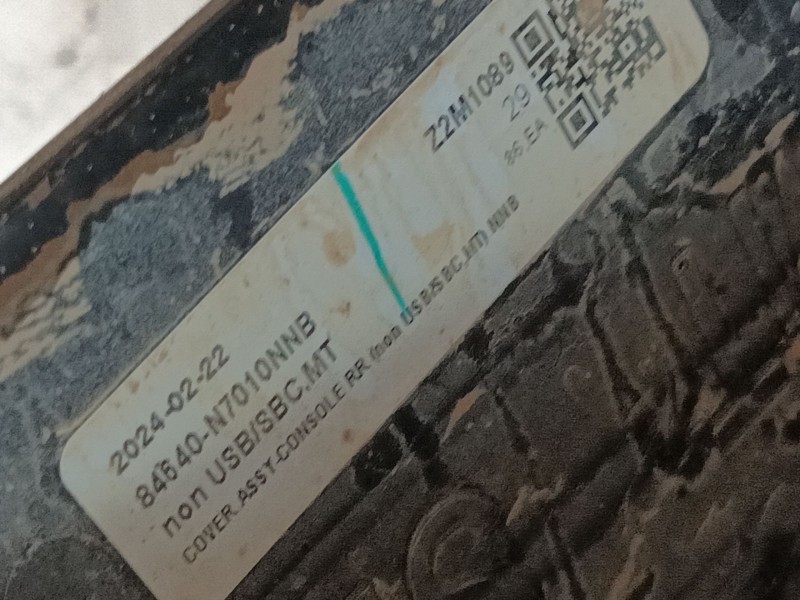 2024-02-22
84640-N7010NNB
non USB/SBC.MT
COVER ASSY-CONSOLE RR (non USB/SBC,MT) NNB
Z2M1089
29
86.EA